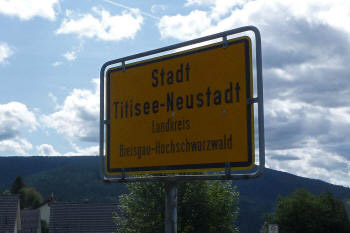 Stadt
Titisee-Neustadt
Landkreis
Breisgau-Hochschwarzwald